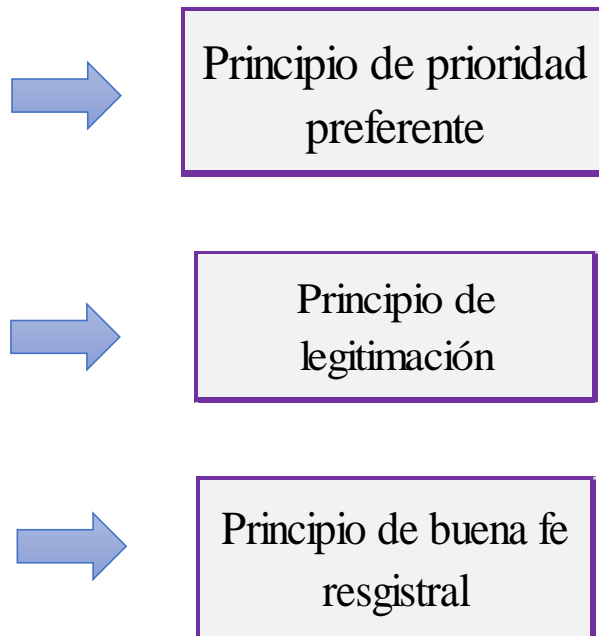 Principio de prioridad
preferente
Principio de
legitimación
Principio de buena fe
resgistral